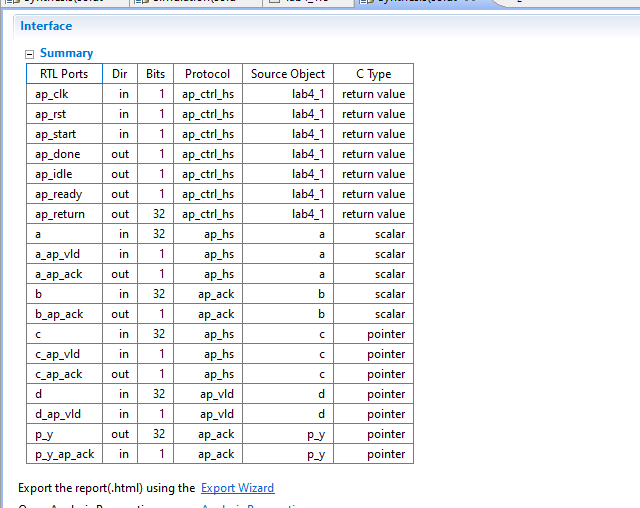 Interface
Summary
RTL Ports Dir Bits Protocol Source Object C Type
ap_clk in 1 ap_ctrl_hs lab4_1 return value
ap_rst in 1 ap_ctrl_hs lab4_1 return value
ap_start in 1 ap_ctrl_hs lab4_1 return value
ap_done out 1 ap_ctrl_hs lab4_1 return value
ap_idle out 1 ap_ctrl_hs lab4_1 return value
ap_ready out 1 ap_ctrl_hs lab4_1 return value
ap_return out 32 ap_ctrl_hs lab4_1 return value
a in 32 ap_hs a scalar
a_ap_vld in 1 ap_hs a scalar
a_ap_ack out 1 ap_hs a scalar
b in 32 ap_ack b scalar
b_ap_ack out 1 ap_ack b scalar
c in 32 ap_hs c pointer
c_ap_vld in 1 ap_hs c pointer
c_ap_ack out 1 ap_hs c pointer
d in 32 ap_vld d pointer
d_ap_vld in 1 ap_vld d pointer
p_y out 32 ap_ack p_y pointer
p_y_ap_ack in 1 ap_ack p_y pointer
Export the report(.html) using the Export Wizard